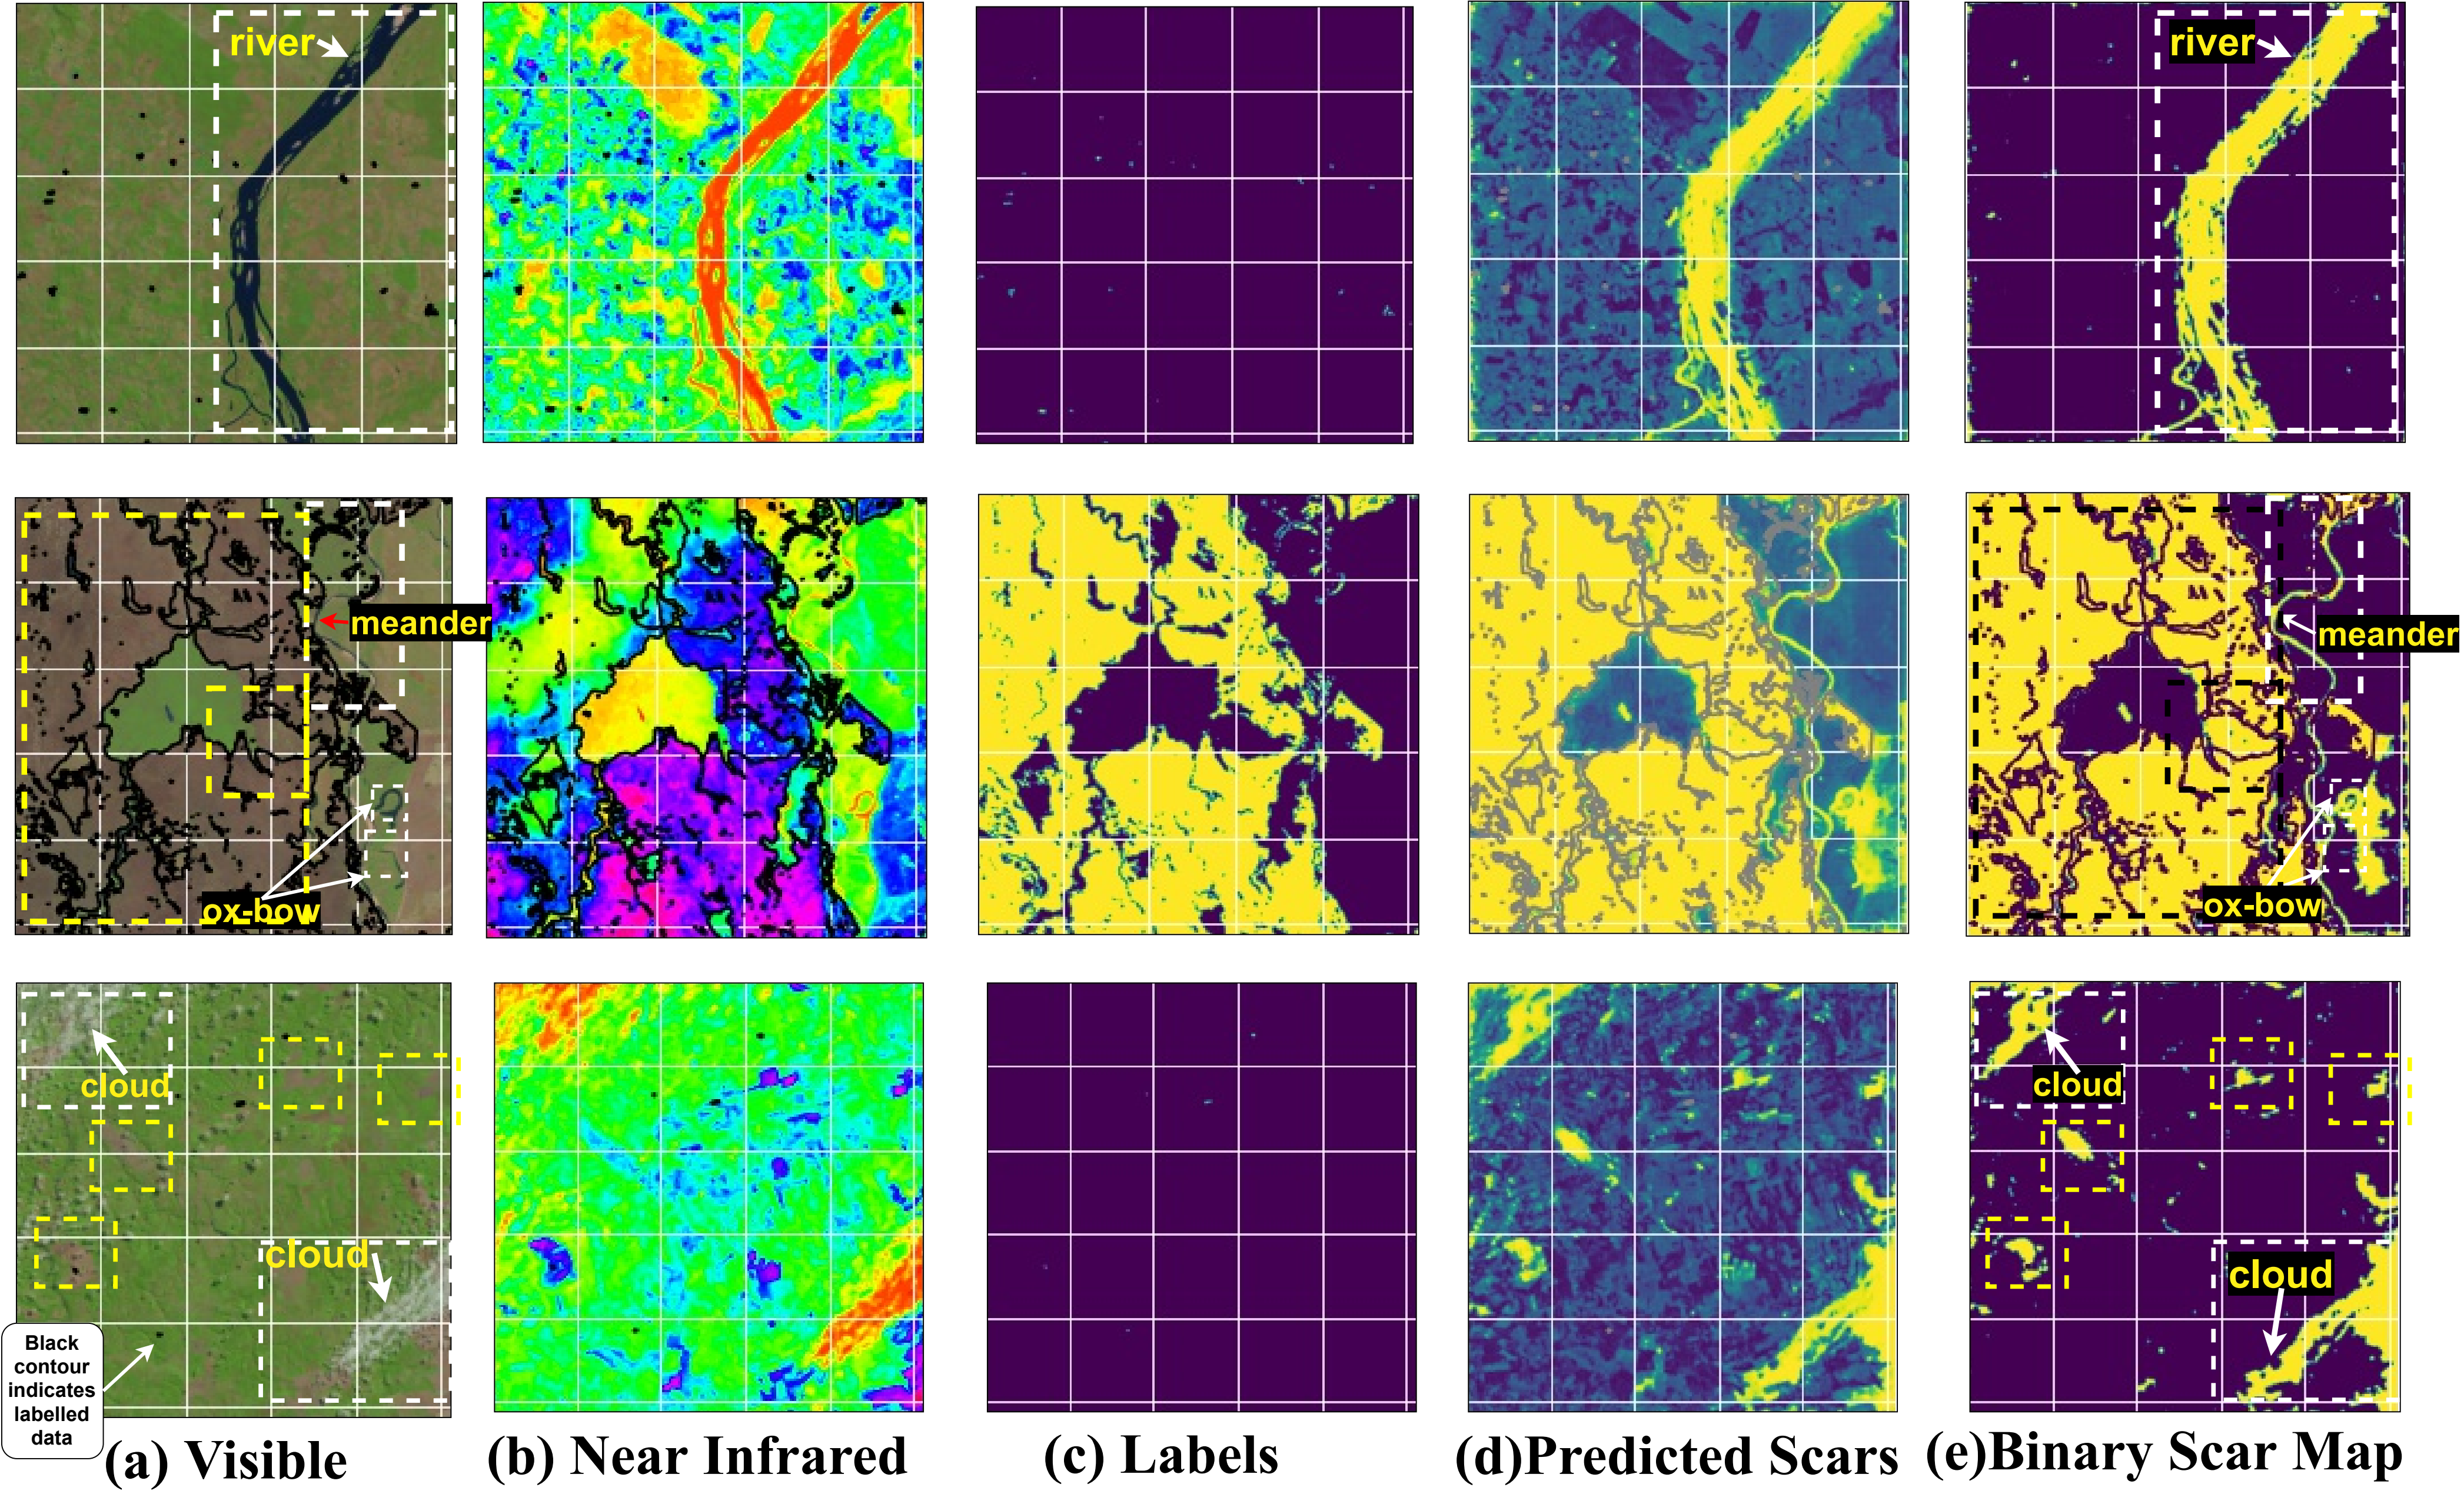 river
river
meander
meander
ox-bow
ox-bow
cloud
cloud
cloud
cloud
Black
contour
indicates
labelled
data
(a) Visible
(b) Near Infrared
(c) Labels
(d)Predicted Scars
(e)Binary Scar Map